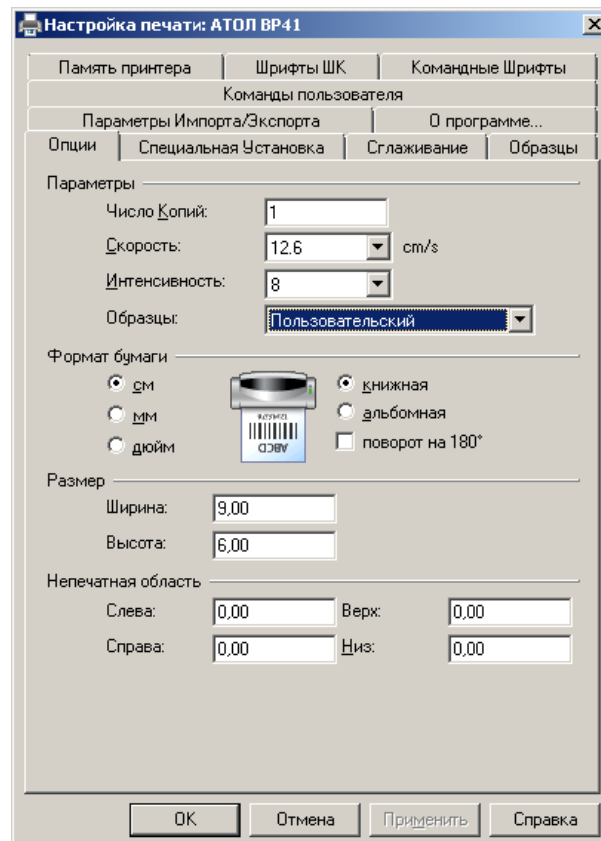 Настройка печати: АТОЛ BP41
Память принтера Шрифты ШК Командные Шрифты
Команды пользователя
Параметры Импорта/Экспорта О программе...
Опции Специальная Установка Сглаживание Образцы
Параметры
Число Копий: 1
Скорость: 12.6 cm/s
Интенсивность: 8
Образцы: Пользовательский
Формат бумаги
см книжная
мм альбомная
дюйм поворот на 180°
ABCD
Размер
Ширина: 9,00
Высота: 6,00
Непечатная область
Слева: 0,00 Верх: 0,00
Справа: 0,00 Низ: 0,00
OK Отмена Применить Справка